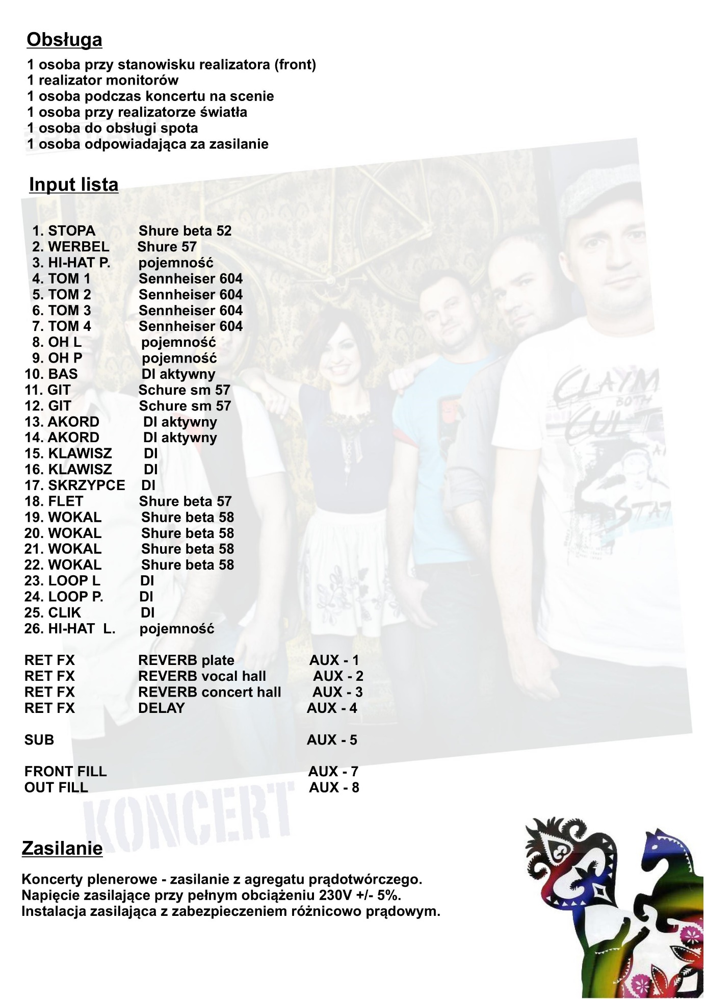 Obsługa
1 osoba przy stanowisku realizatora (front)
1 realizator monitorów
1 osoba podczas koncertu na scenie
1 osoba przy realizatorze światła
1 osoba do obsługi spota
1 osoba odpowiadająca za zasilanie
Input lista
1. STOPA Shure beta 52
2. WERBEL Shure 57
3. HI-HAT P. pojemność
4. TOM 1 Sennheiser 604
5. TOM 2 Sennheiser 604
6. TOM 3 Sennheiser 604
7. TOM 4 Sennheiser 604
8. OH L pojemność
9. OH P pojemność
10. BAS DI aktywny
11. GIT Schure sm 57
12. GIT Schure sm 57
13. AKORD DI aktywny
14. AKORD DI aktywny
15. KLAWISZ DI
16. KLAWISZ DI
17. SKRZYPCE DI
18. FLET Shure beta 57
19. WOKAL Shure beta 58
20. WOKAL Shure beta 58
21. WOKAL Shure beta 58
22. WOKAL Shure beta 58
23. LOOP L DI
24. LOOP P. DI
25. CLIK DI
26. HI-HAT L. pojemność
RET FX REVERB plate AUX - 1
RET FX REVERB vocal hall AUX - 2
RET FX REVERB concert hall AUX - 3
RET FX DELAY AUX - 4
SUB AUX - 5
FRONT FILL AUX - 7
OUT FILL AUX - 8
KONCERT
Zasilanie
Koncerty plenerowe - zasilanie z agregatu prądotwórczego.
Napięcie zasilające przy pełnym obciążeniu 230V +/- 5%.
Instalacja zasilająca z zabezpieczeniem różnicowo prądowym.
CLAIM
BOTH
CUL
STAT